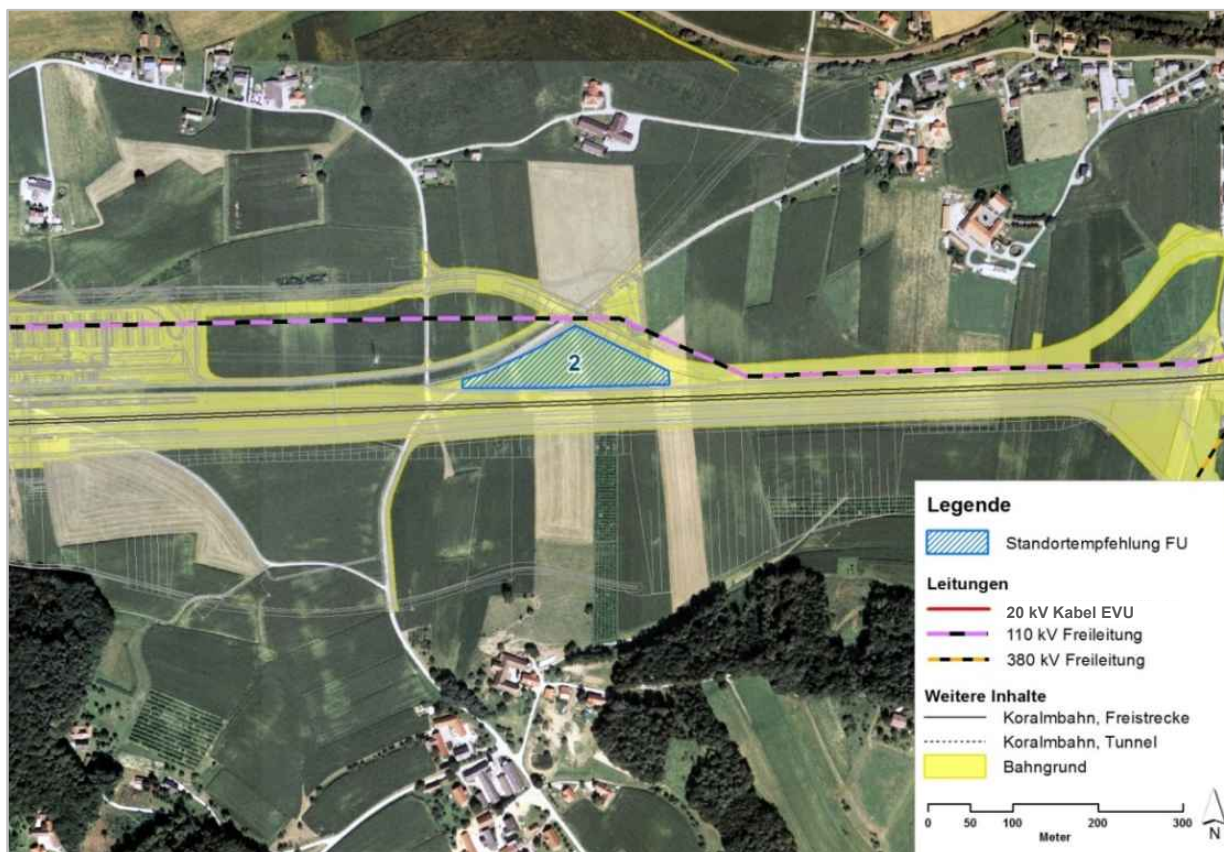 2
Legende
Standortempfehlung FU
Leitungen
20 kV Kabel EVU
110 kV Freileitung
380 kV Freileitung
Weitere Inhalte
Koralmbahn, Freistrecke
Koralmbahn, Tunnel
Bahngrund
0 50 100 200 300
Meter
N